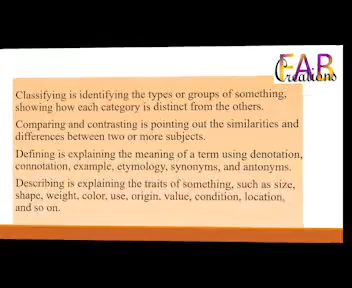 FAB
Creations
Classifying is identifying the types or groups of something,
showing how each category is distinct from the others.
Comparing and contrasting is pointing out the similarities and
differences between two or more subjects.
Defining is explaining the meaning of a term using denotation,
connotation, example, etymology, synonyms, and antonyms.
Describing is explaining the traits of something, such as size,
shape, weight, color, use, origin. value, condition, location,
and so on.